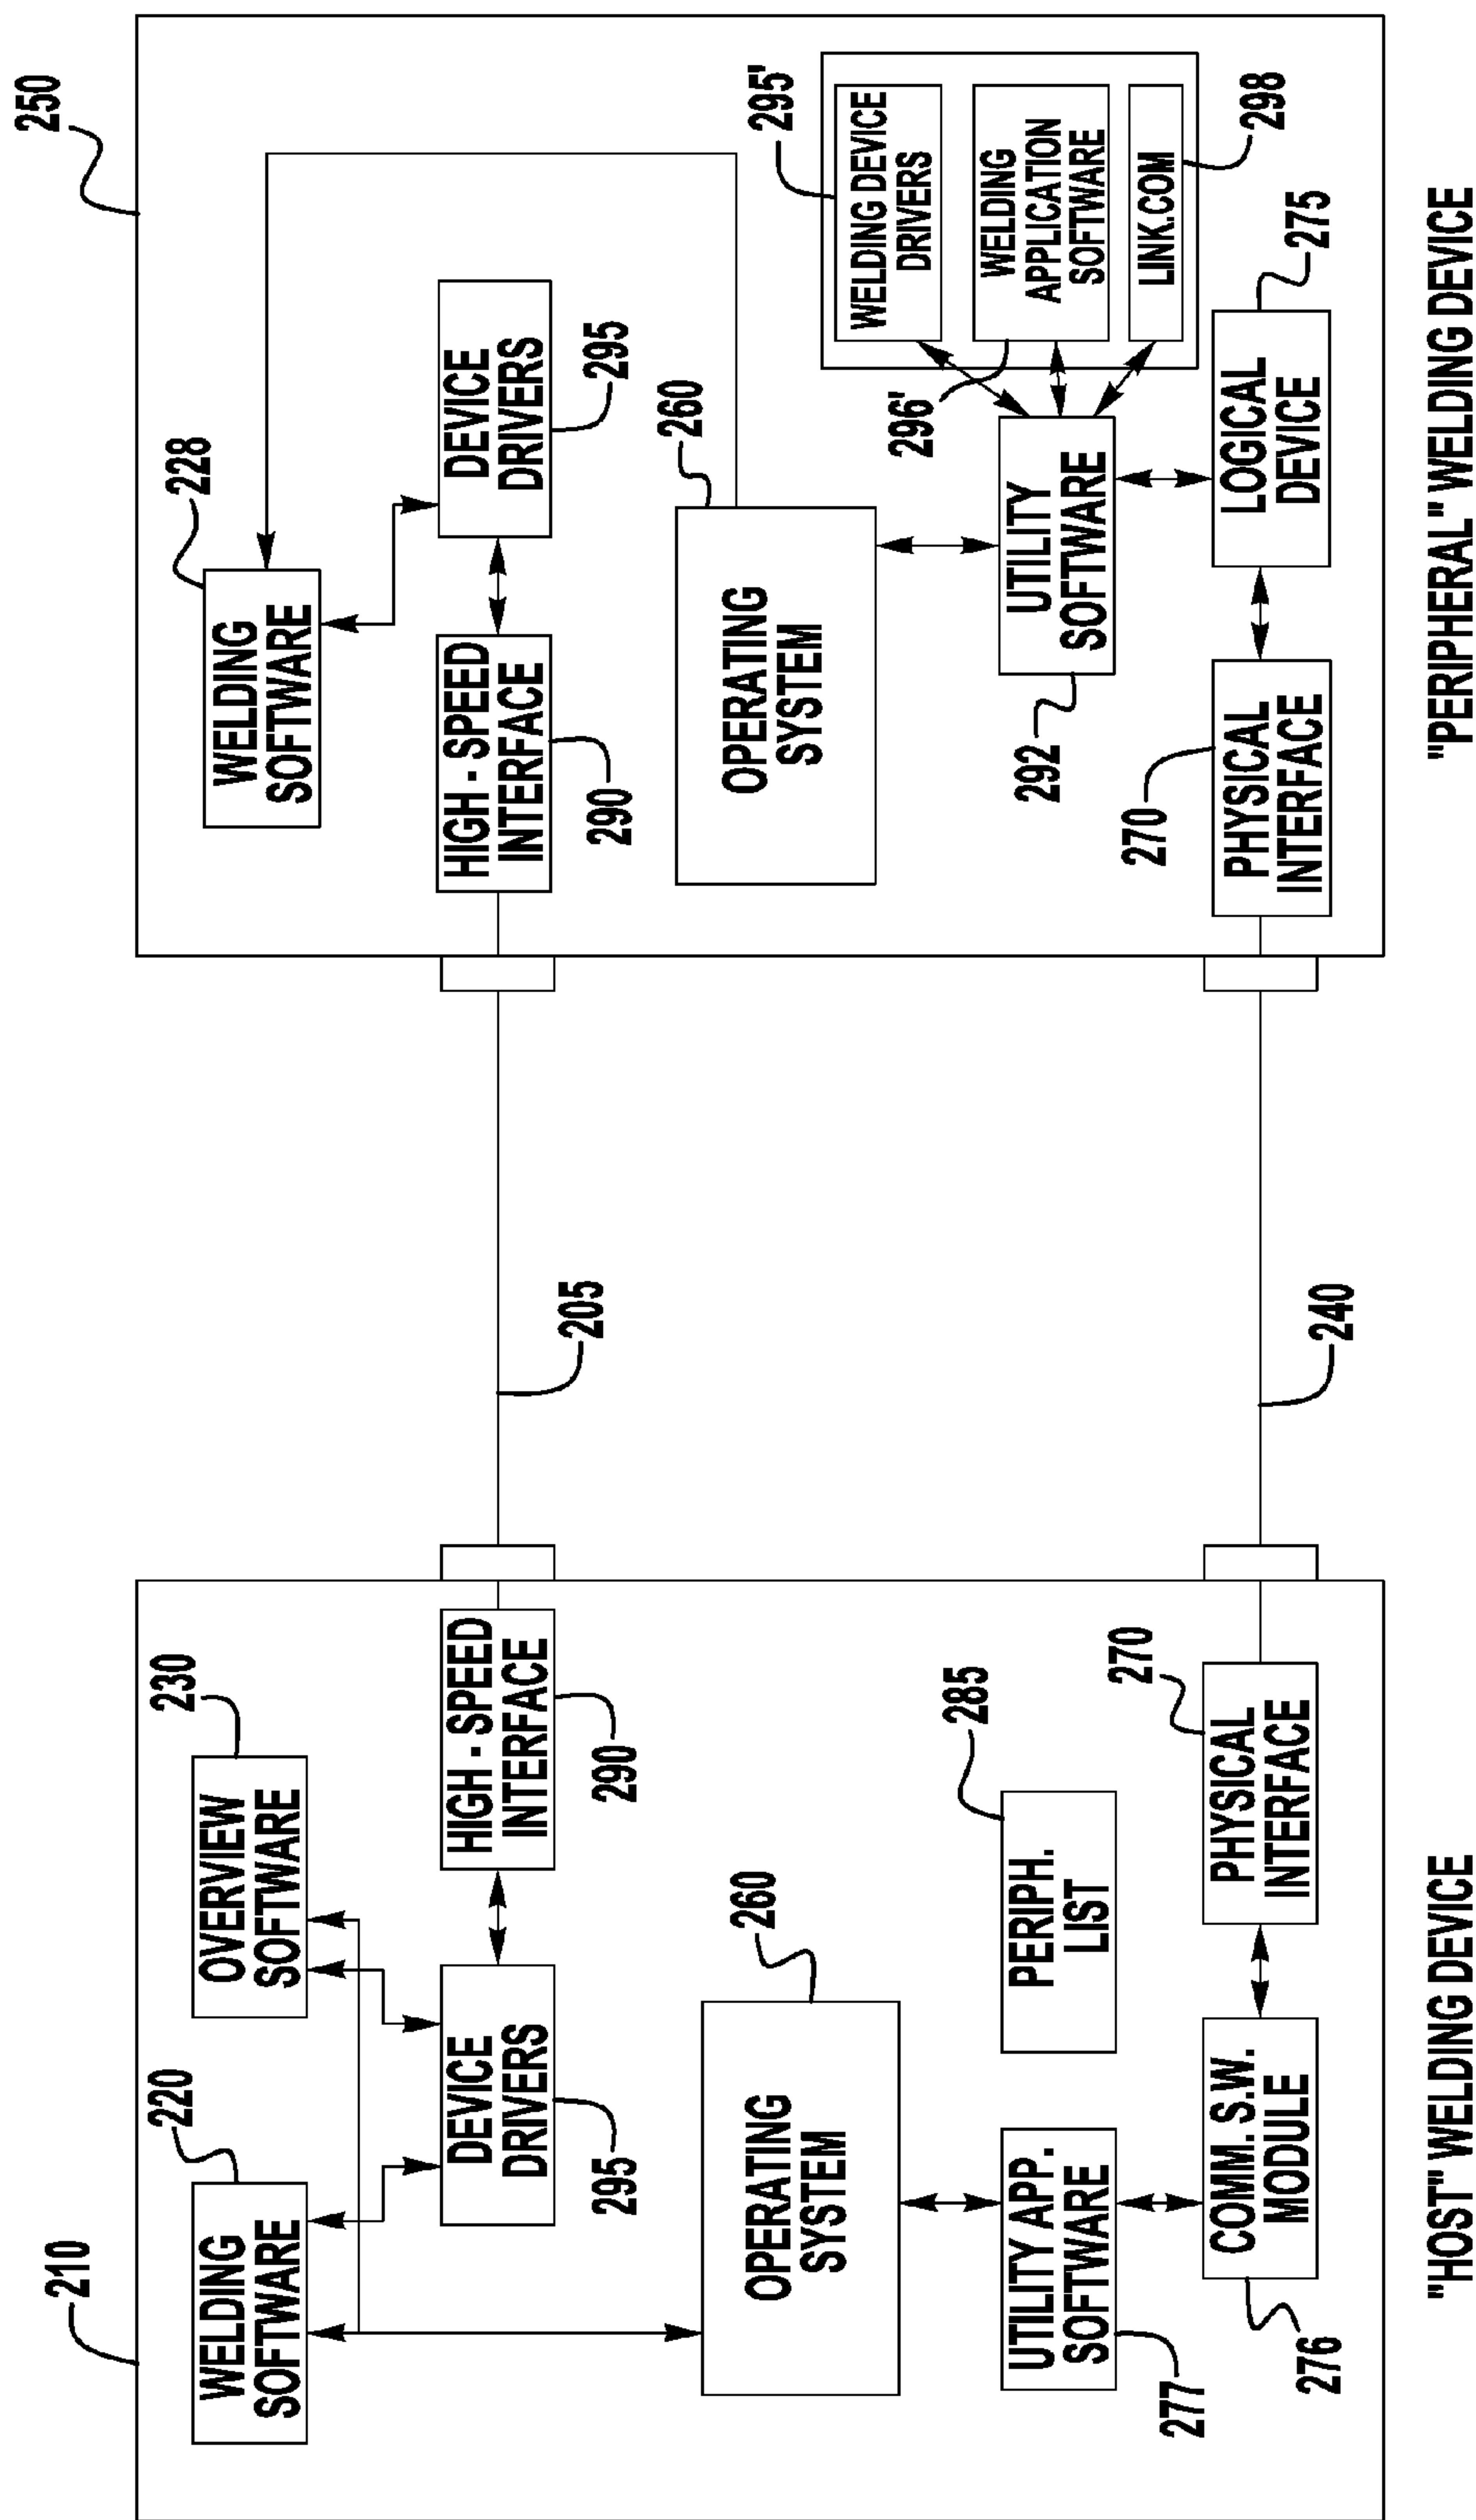 210
220
230
WELDING
SOFTWARE
OVERVIEW
SOFTWARE
DEVICE
DRIVERS
295
HIGH - SPEED
INTERFACE
290
260
OPERATING
SYSTEM
285
PERIPH.
LIST
UTILITY APP.
SOFTWARE
277
270
COMM. S.W.
MODULE
276
PHYSICAL
INTERFACE
"HOST" WELDING DEVICE
205
240
250
228
WELDING
SOFTWARE
HIGH - SPEED
INTERFACE
290
DEVICE
DRIVERS
295
260
OPERATING
SYSTEM
295'
WELDING DEVICE
DRIVERS
296'
WELDING
APPLICATION
SOFTWARE
LINK.COM
298
UTILITY
SOFTWARE
292
270
PHYSICAL
INTERFACE
LOGICAL
DEVICE
275
"PERIPHERAL" WELDING DEVICE